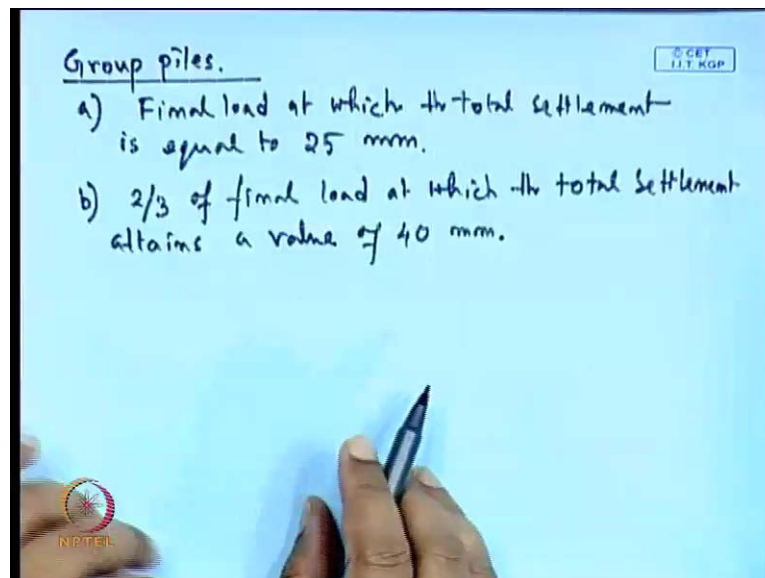 Group piles.
© CET
I.I.T. KGP
a) Final load at which the total settlement
is equal to 25 mm.
b) 2/3 of final load at which the total settlement
attains a value of 40 mm.
NPTEL